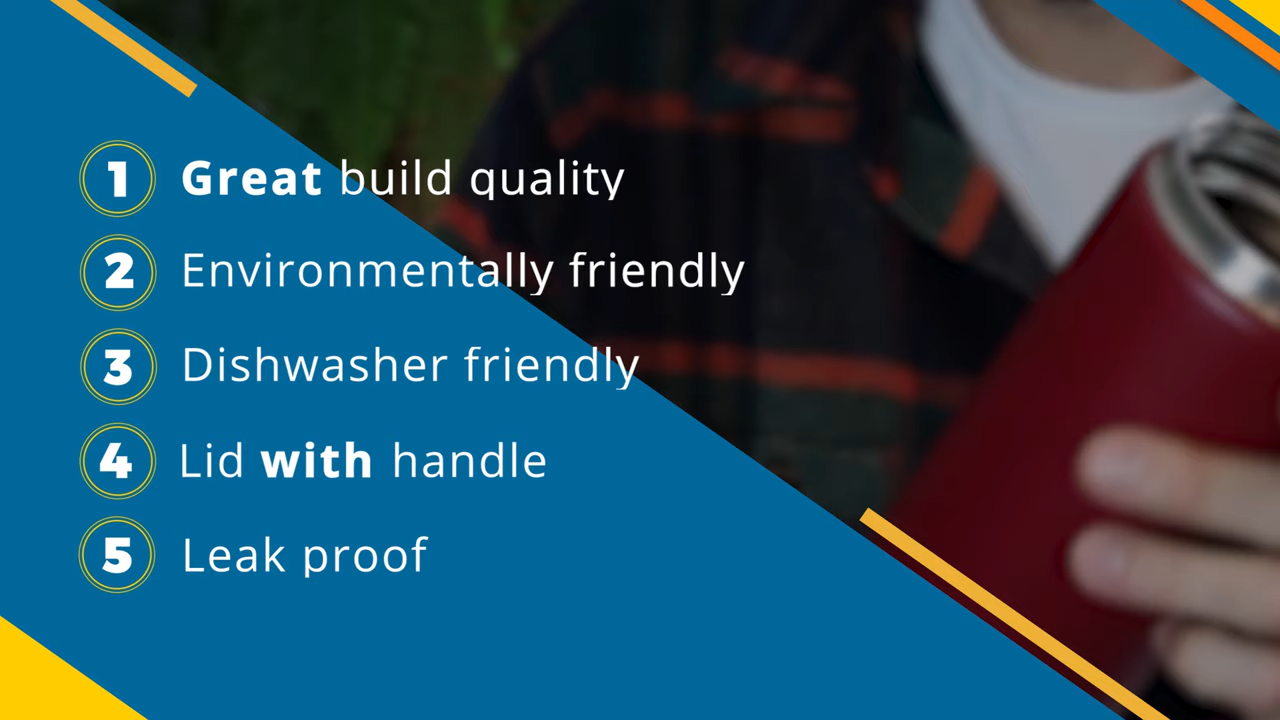 1 Great build quality
2 Environmentally friendly
3 Dishwasher friendly
4 Lid with handle
5 Leak proof